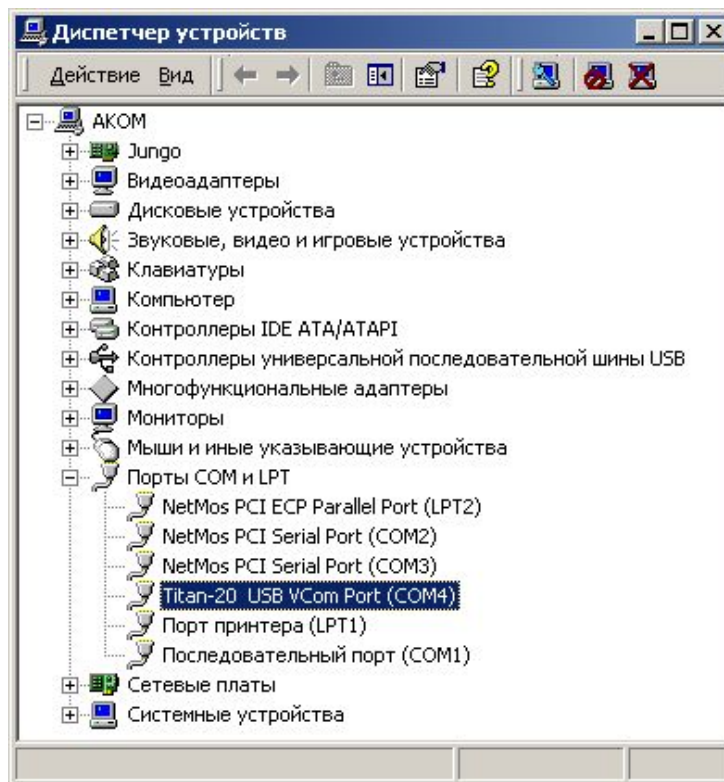 Диспетчер устройств
Действие Вид
AKOM
Jungo
Видеоадаптеры
Дисковые устройства
Звуковые, видео и игровые устройства
Клавиатуры
Компьютер
Контроллеры IDE ATA/ATAPI
Контроллеры универсальной последовательной шины USB
Многофункциональные адаптеры
Мониторы
Мыши и иные указывающие устройства
Порты COM и LPT
NetMos PCI ECP Parallel Port (LPT2)
NetMos PCI Serial Port (COM2)
NetMos PCI Serial Port (COM3)
Titan-20  USB VCom Port (COM4)
Порт принтера (LPT1)
Последовательный порт (COM1)
Сетевые платы
Системные устройства